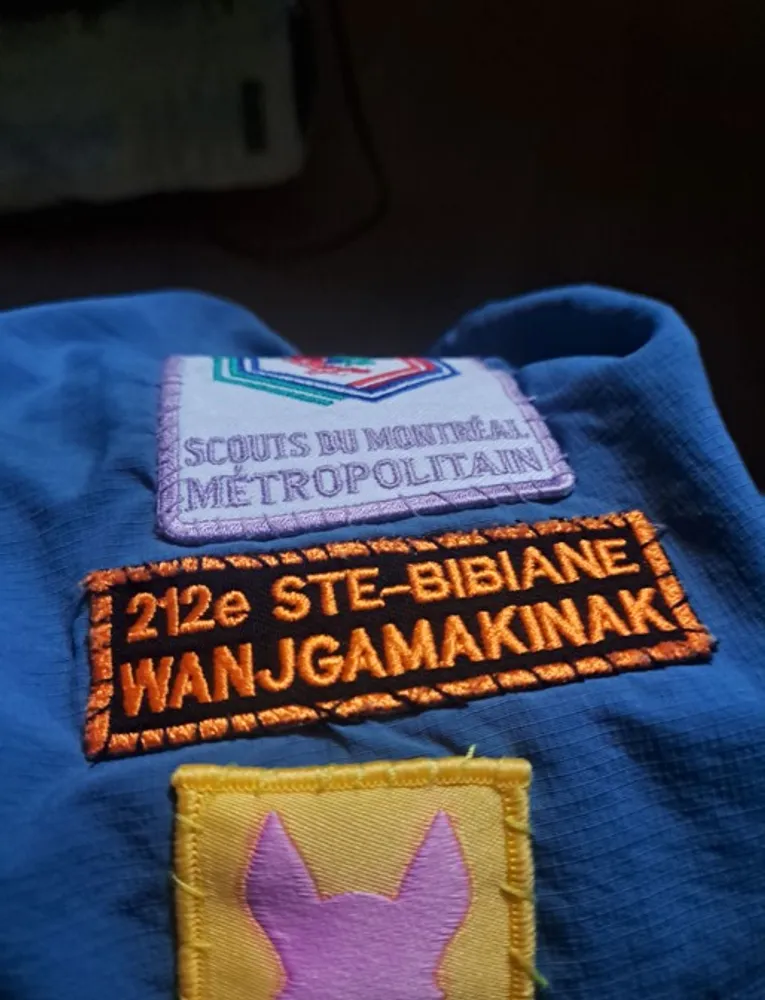 SCOUTS DU MONTRÉAL
MÉTROPOLITAIN
212e STE-BIBIANE
WANJGAMAKINAK